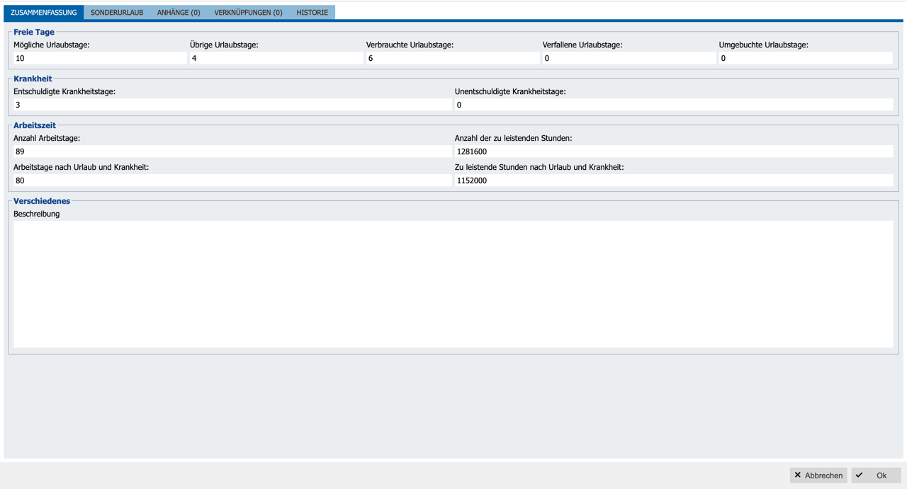 ZUSAMMENFASSUNG SONDERURLAUB ANHÄNGE (0) VERKNÜPFUNGEN (0) HISTORIE
Freie Tage
Mögliche Urlaubstage: Übrige Urlaubstage: Verbrauchte Urlaubstage: Verfallene Urlaubstage: Umgebuchte Urlaubstage:
10 4 6 0 0
Krankheit
Entschuldigte Krankheitstage: Unentschuldigte Krankheitstage:
3 0
Arbeitszeit
Anzahl Arbeitstage: Anzahl der zu leistenden Stunden:
89 1281600
Arbeitstage nach Urlaub und Krankheit: Zu leistende Stunden nach Urlaub und Krankheit:
80 1152000
Verschiedenes
Beschreibung
Abbrechen Ok